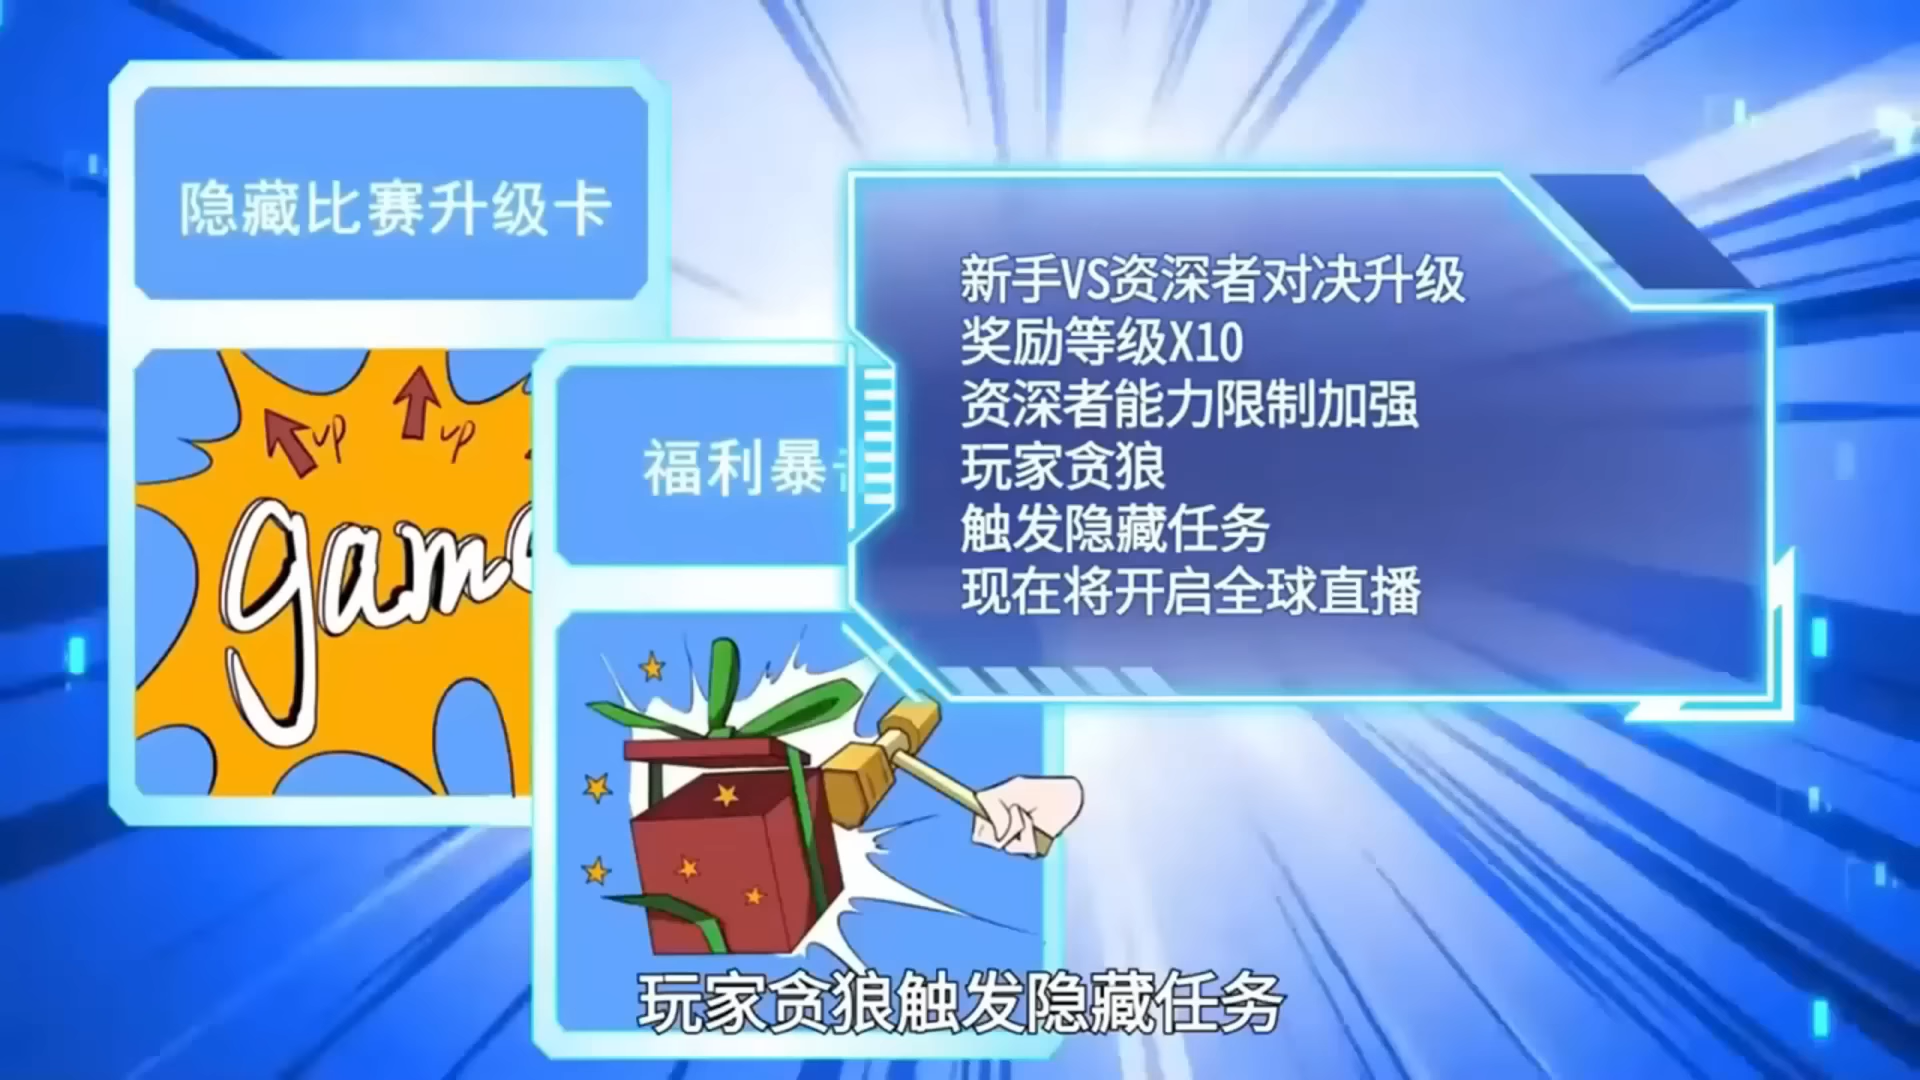 隐藏比赛升级卡
up
up
game
福利暴
新手VS资深者对决升级
奖励等级X10
资深者能力限制加强
玩家贪狼
触发隐藏任务
现在将开启全球直播
玩家贪狼触发隐藏任务